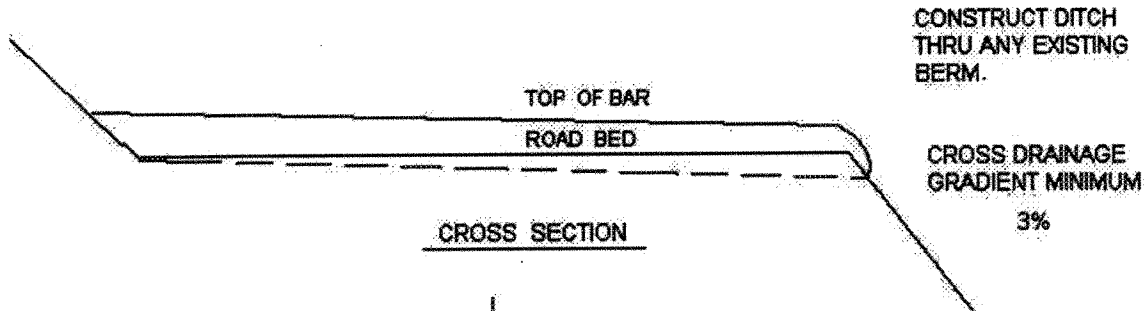 CONSTRUCT DITCH
THRU ANY EXISTING
BERM.
TOP OF BAR
ROAD BED
CROSS DRAINAGE
GRADIENT MINIMUM
3%
CROSS SECTION